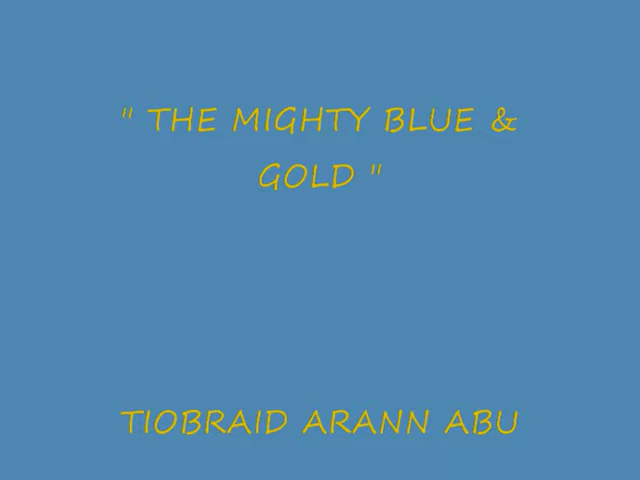 " THE MIGHTY BLUE &
GOLD "
TIOBRAID ARANN ABU